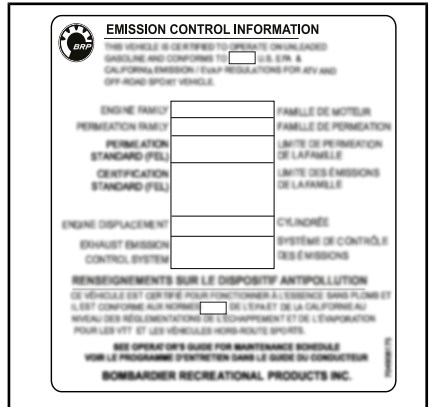 BRP
EMISSION CONTROL INFORMATION
THIS VEHICLE IS CERTIFIED TO OPERATE ON UNLEADED
GASOLINE AND CONFORMS TO U.S. EPA &
CALIFORNIA EMISSION / EVAP REGULATIONS FOR ATV AND
OFF-ROAD SPORT VEHICLE.
ENGINE FAMILY FAMILLE DE MOTEUR
PERMEATION FAMILY FAMILLE DE PERMEATION
PERMEATION LIMITE DE PERMEATION
STANDARD (FEL) DE LA FAMILLE
CERTIFICATION LIMITE DES ÉMISSIONS
STANDARD (FEL) DE LA FAMILLE
ENGINE DISPLACEMENT CYLINDRÉE
EXHAUST EMISSION SYSTÈME DE CONTRÔLE
CONTROL SYSTEM DES ÉMISSIONS
RENSEIGNEMENTS SUR LE DISPOSITIF ANTIPOLLUTION
CE VÉHICULE EST CERTIFIÉ POUR FONCTIONNER À L'ESSENCE SANS PLOMB ET
IL EST CONFORME AUX NORMES DE L'EPA ET DE LA CALIFORNIE AU
NIVEAU DES RÉGLEMENTATIONS DE L'ÉCHAPPEMENT ET DE L'ÉVAPORATION
POUR LES VTT ET LES VÉHICULES HORS-ROUTE SPORTS.
SEE OPERATOR'S GUIDE FOR MAINTENANCE SCHEDULE
VOIR LE PROGRAMME D'ENTRETIEN DANS LE GUIDE DU CONDUCTEUR
BOMBARDIER RECREATIONAL PRODUCTS INC.